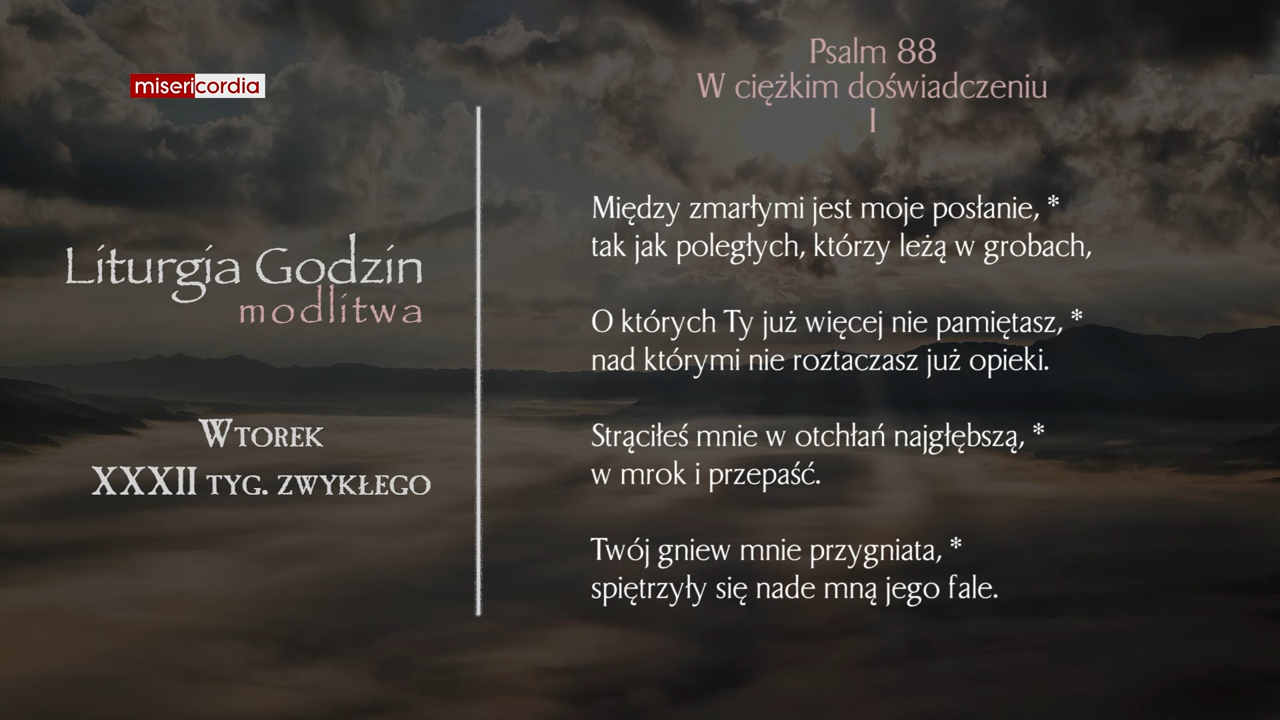 misericordia
Liturgia Godzin
modlitwa
Wtorek
XXXII tyg. zwykłego
Psalm 88
W ciężkim doświadczeniu
I
Między zmarłymi jest moje posłanie, *
tak jak poległych, którzy leżą w grobach,
O których Ty już więcej nie pamiętasz, *
nad którymi nie roztaczasz już opieki.
Strąciłeś mnie w otchłań najgłębszą, *
w mrok i przepaść.
Twój gniew mnie przygniata, *
spiętrzyły się nade mną jego fale.